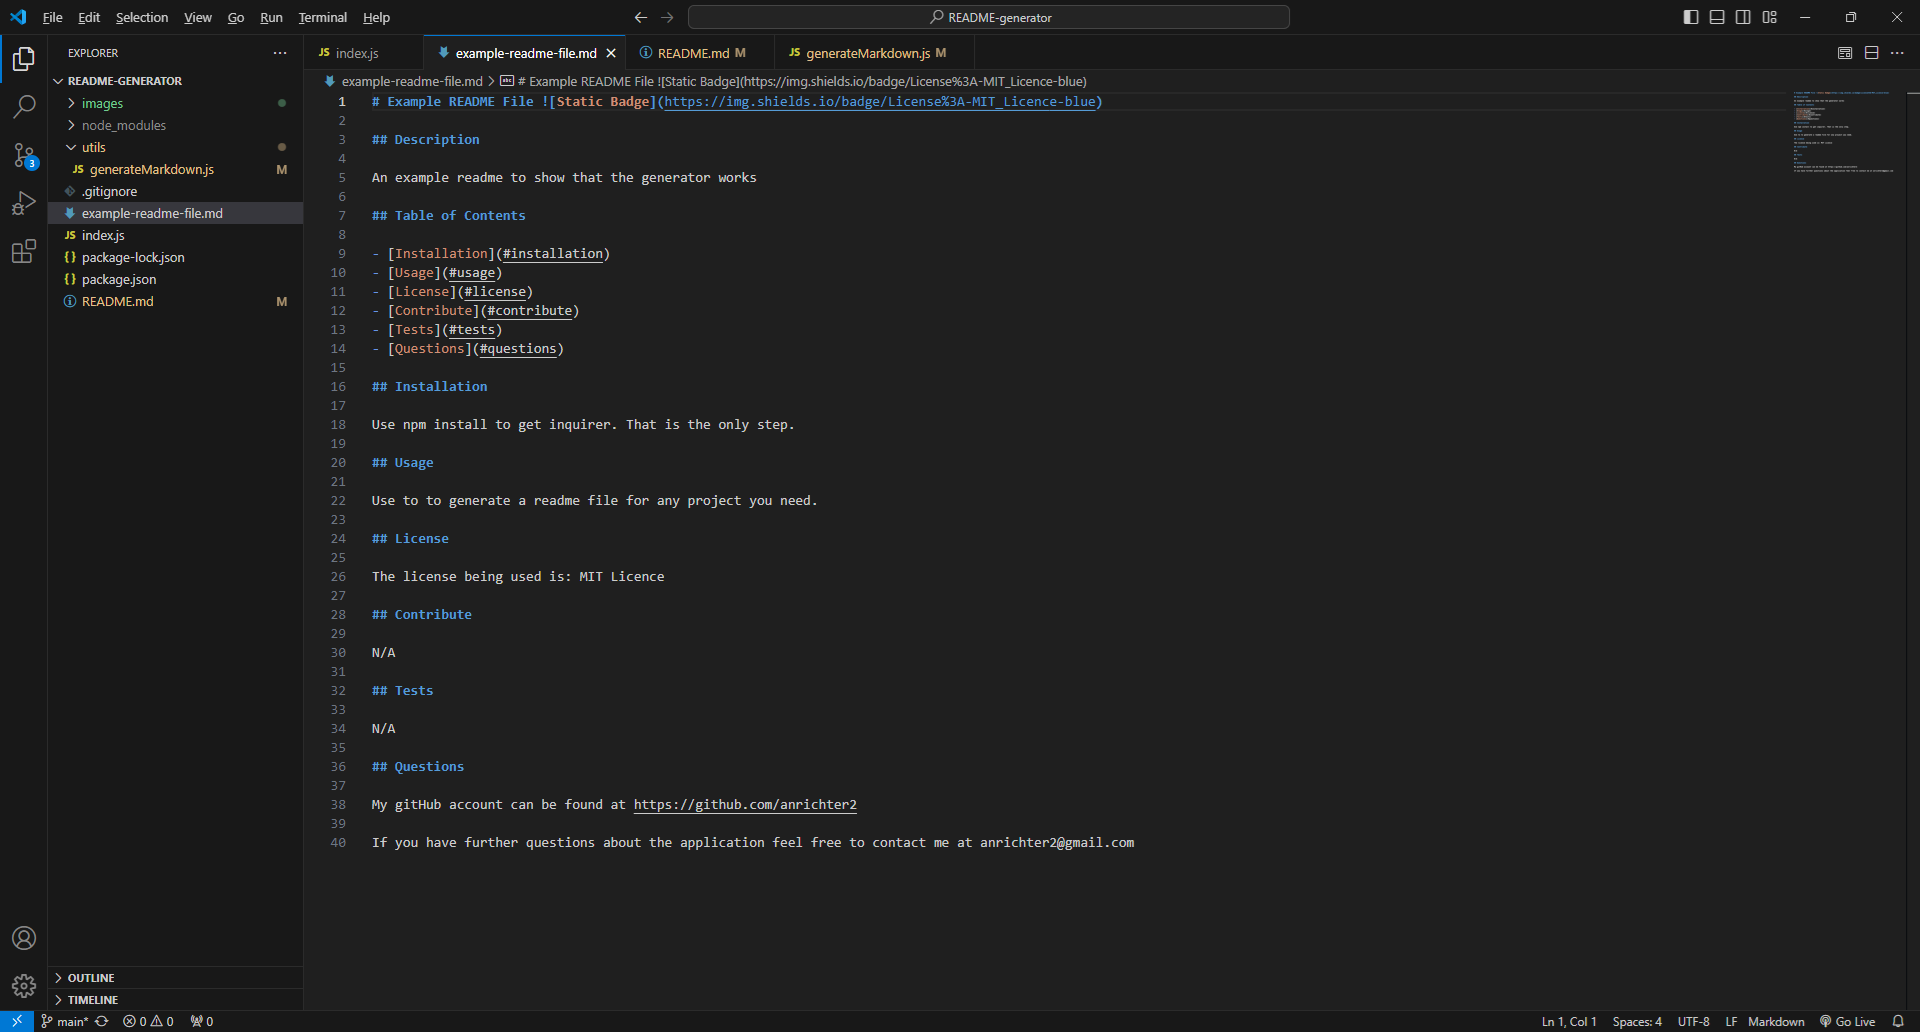 File Edit Selection View Go Run Terminal Help
README-generator
EXPLORER
README-GENERATOR
images
node_modules
utils
JS generateMarkdown.js M
.gitignore
example-readme-file.md
JS index.js
{} package-lock.json
{} package.json
README.md M
OUTLINE
TIMELINE
3
JS index.js
example-readme-file.md
README.md M
JS generateMarkdown.js M
example-readme-file.md > abc # Example README File ![Static Badge](https://img.shields.io/badge/License%3A-MIT_Licence-blue)
1 # Example README File ![Static Badge](https://img.shields.io/badge/License%3A-MIT_Licence-blue)
2
3 ## Description
4
5 An example readme to show that the generator works
6
7 ## Table of Contents
8
9 - [Installation](#installation)
10 - [Usage](#usage)
11 - [License](#license)
12 - [Contribute](#contribute)
13 - [Tests](#tests)
14 - [Questions](#questions)
15
16 ## Installation
17
18 Use npm install to get inquirer. That is the only step.
19
20 ## Usage
21
22 Use to to generate a readme file for any project you need.
23
24 ## License
25
26 The license being used is: MIT Licence
27
28 ## Contribute
29
30 N/A
31
32 ## Tests
33
34 N/A
35
36 ## Questions
37
38 My gitHub account can be found at https://github.com/anrichter2
39
40 If you have further questions about the application feel free to contact me at anrichter2@gmail.com
main* 0 0 0
Ln 1, Col 1 Spaces: 4 UTF-8 LF Markdown Go Live